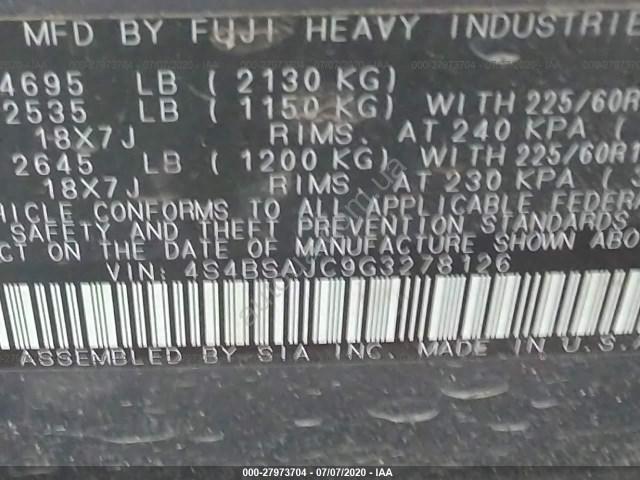 MFD BY FUJI HEAVY INDUSTRIE
4695 LB ( 2130 KG)
2535 LB ( 1150 KG) WITH 225/60R
18X7J RIMS. AT 240 KPA (
2645 LB ( 1200 KG) WITH 225/60R1
18X7J RIMS. AT 230 KPA (
HICLE CONFORMS TO ALL APPLICABLE FEDER
SAFETY AND THEFT PREVENTION STANDARDS
CT ON THE DATE OF MANUFACTURE SHOWN ABO
VIN: 4S4BSAJC9G3278126
ASSEMBLED BY SIA INC. MADE IN U.S.A
000-27973704 - 07/07/2020 - IAA